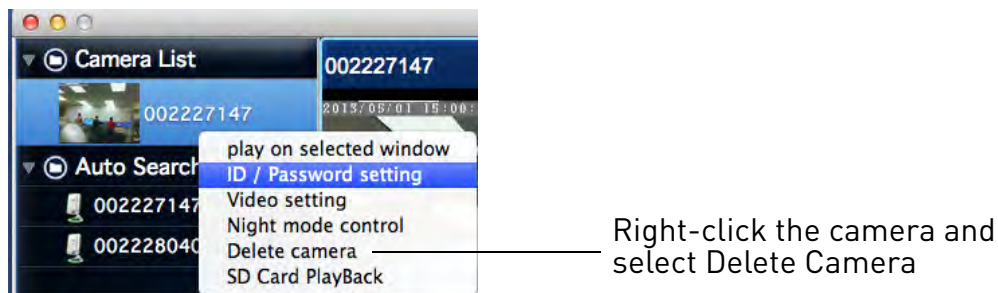 Camera List
002227147
002227147
2013/05/01 15:00:
play on selected window
Auto Search
ID / Password setting
002227147
Video setting
Night mode control
002228040
Delete camera
SD Card PlayBack
Right-click the camera and
select Delete Camera